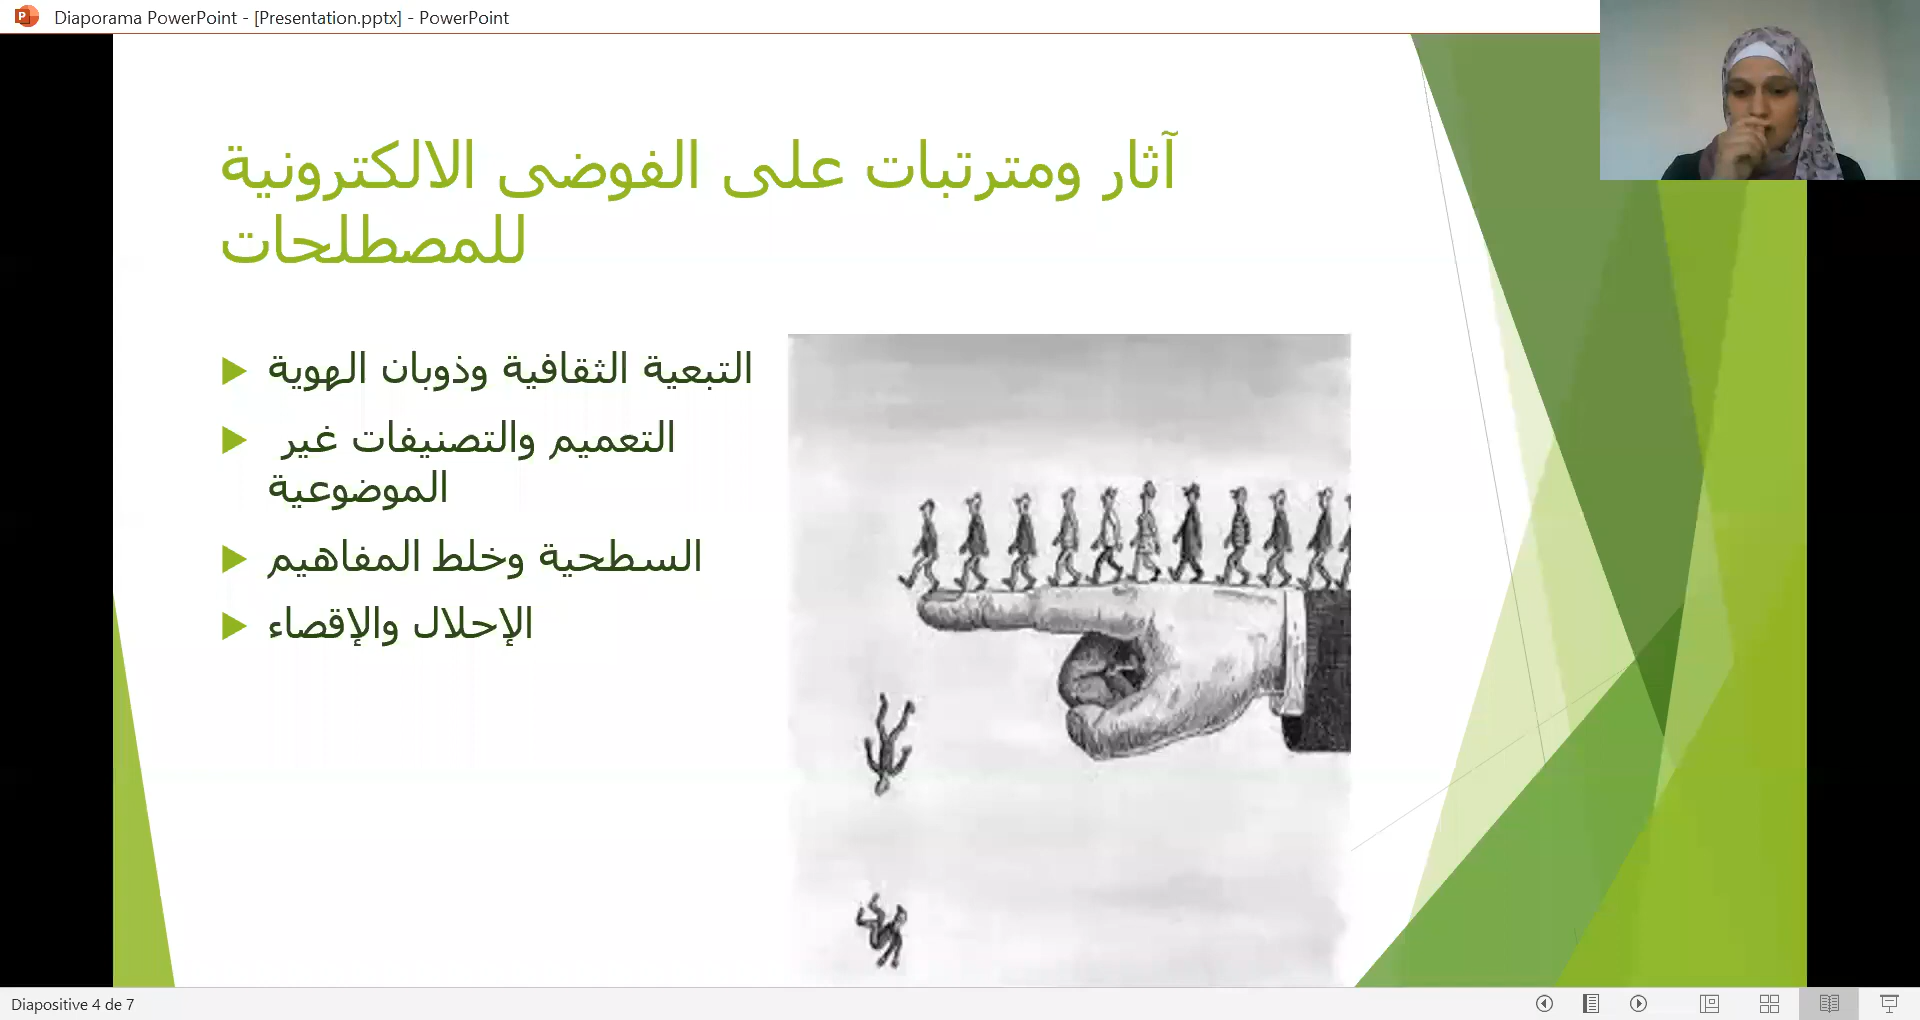 Diaporama PowerPoint - [Presentation.pptx] - PowerPoint
آثار ومترتبات على الفوضى الالكترونية
للمصطلحات
التبعية الثقافية وذوبان الهوية
التعميم والتصنيفات غير
الموضوعية
السطحية وخلط المفاهيم
الإحلال والإقصاء
Diapositive 4 de 7